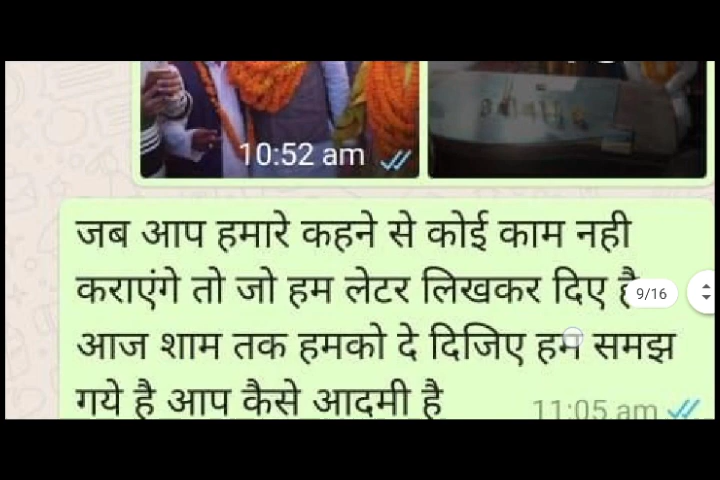 10:52 am
जब आप हमारे कहने से कोई काम नही
कराएंगे तो जो हम लेटर लिखकर दिए है
9/16
आज शाम तक हमको दे दिजिए हम समझ
गये है आप कैसे आदमी है
11:05 am